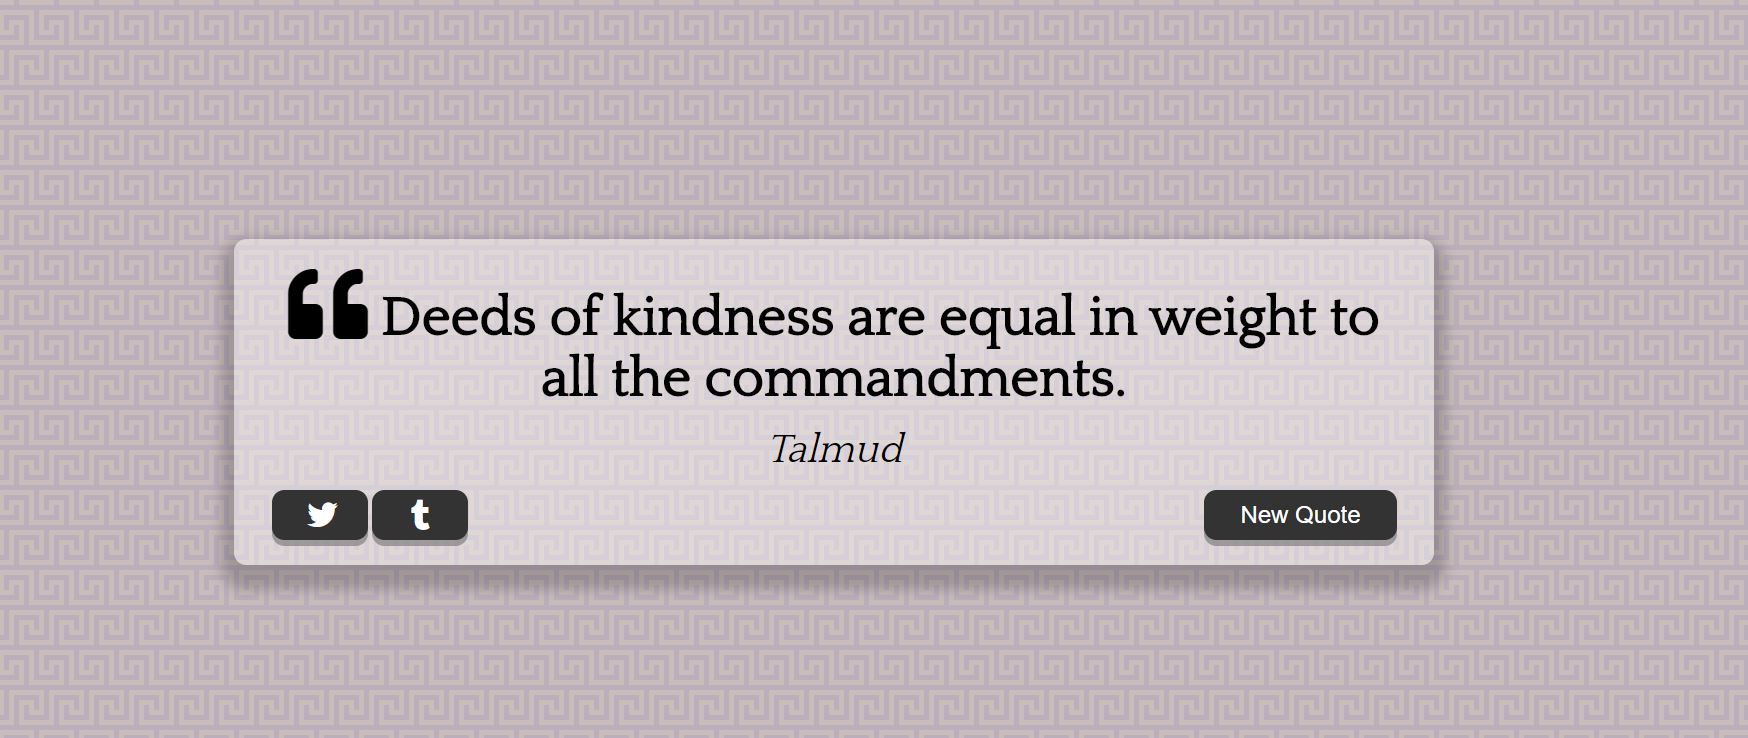 Deeds of kindness are equal in weight to
all the commandments.
Talmud
New Quote